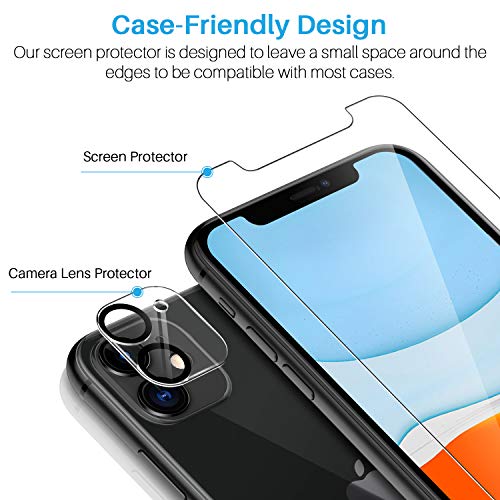 Case-Friendly Design
Our screen protector is designed to leave a small space around the
edges to be compatible with most cases.
Screen Protector
Camera Lens Protector